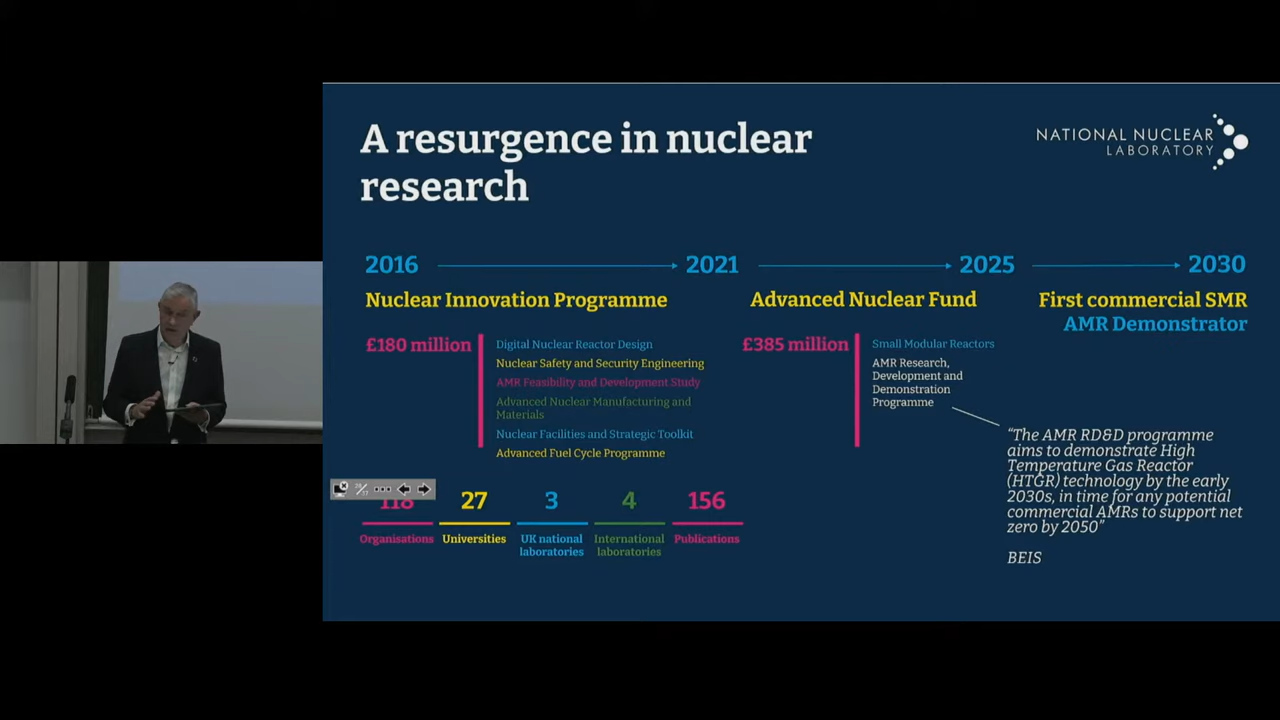 A resurgence in nuclear
research
NATIONAL NUCLEAR
LABORATORY
2016
2021
2025
2030
Nuclear Innovation Programme
Advanced Nuclear Fund
First commercial SMR
AMR Demonstrator
£180 million
Digital Nuclear Reactor Design
Nuclear Safety and Security Engineering
AMR Feasibility and Development Study
Advanced Nuclear Manufacturing and
Materials
Nuclear Facilities and Strategic Toolkit
Advanced Fuel Cycle Programme
£385 million
Small Modular Reactors
AMR Research,
Development and
Demonstration
Programme
“The AMR RD&D programme
aims to demonstrate High
Temperature Gas Reactor
(HTGR) technology by the early
2030s, in time for any potential
commercial AMRs to support net
zero by 2050”
BEIS
118
Organisations
27
Universities
3
UK national
laboratories
4
International
laboratories
156
Publications